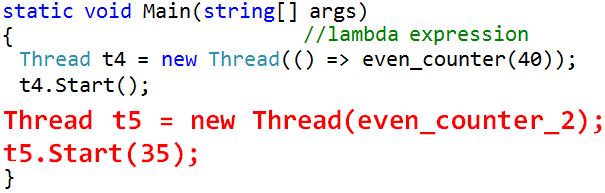 static void Main(string[] args)
{ //lambda expression
Thread t4 = new Thread(() => even_counter(40));
t4.Start();
Thread t5 = new Thread(even_counter_2);
t5.Start(35);
}